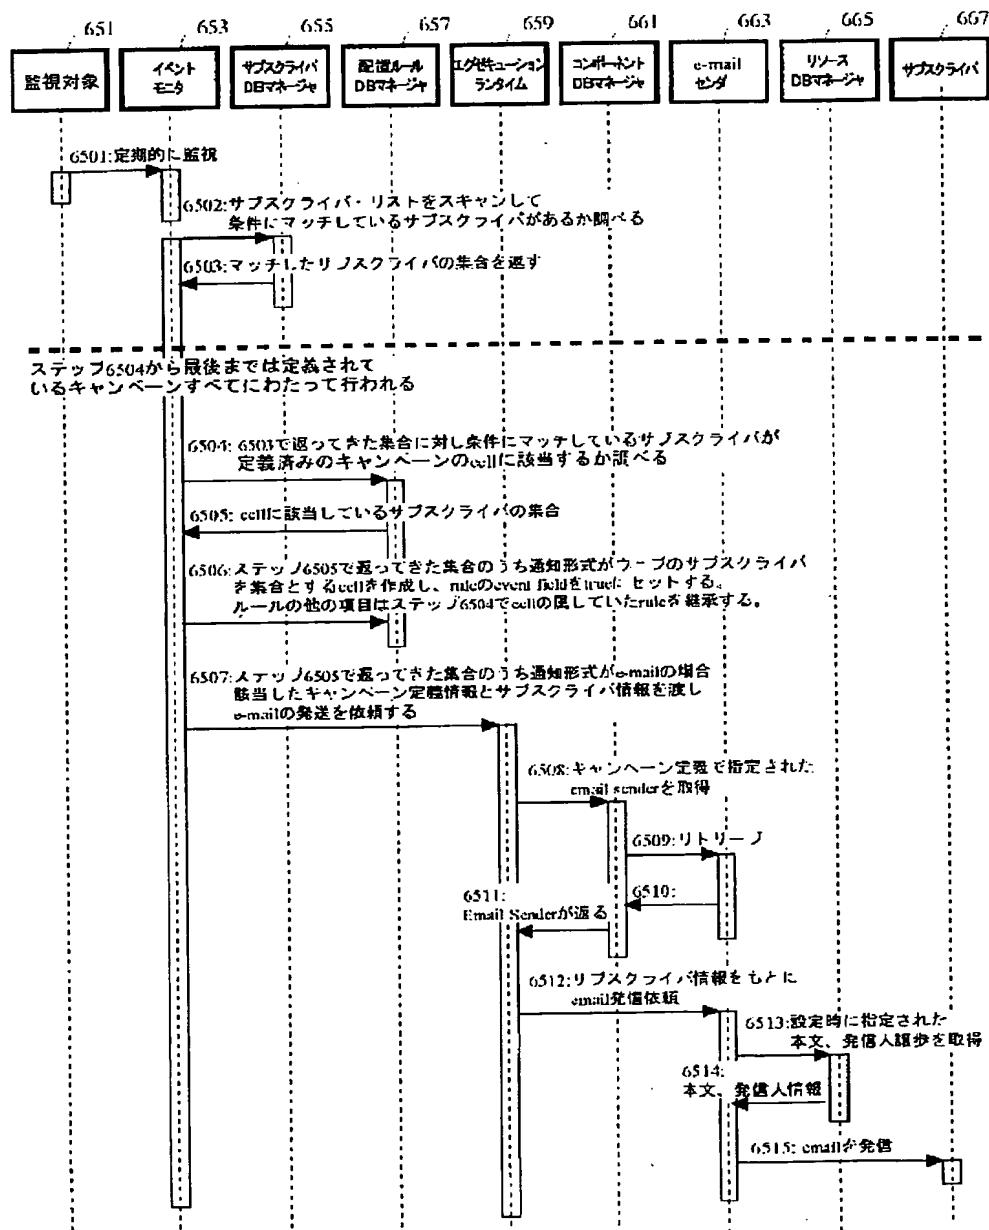 651
653
655
657
659
661
663
665
667
監視対象
イベント
モニタ
サブスクライバ
DBマネージャ
配置ルール
DBマネージャ
エグゼキューション
ランタイム
コンポーネント
DBマネージャ
e-mail
センダ
リソース
DBマネージャ
サブスクライバ
6501:定期的に監視
6502:サブスクライバ・リストをスキャンして
条件にマッチしているサブスクライバがあるか調べる
6503:マッチしたサブスクライバの集合を返す
ステップ6504から最後までは定義されて
いるキャンペーンすべてにわたって行われる
6504: 6503で返ってきた集合に対し条件にマッチしているサブスクライバが
定義済みのキャンペーンのcellに該当するか調べる
6505: cellに該当しているサブスクライバの集合
6506:ステップ6505で返ってきた集合のうち通知形式がウェブのサブスクライバ
を集合とするcellを作成し、ruleのevent fieldをtrueにセットする。
ルールの他の項目はステップ6504でcellの属していたruleを継承する。
6507:ステップ6505で返ってきた集合のうち通知形式がe-mailの場合
該当したキャンペーン定義情報とサブスクライバ情報を渡し
e-mailの発送を依頼する
6508:キャンペーン定義で指定された
email senderを取得
6509:リトリーブ
6510:
6511:
Email Senderが返る
6512:サブスクライバ情報をもとに
email発信依頼
6513:設定時に指定された
本文、発信人譲歩を取得
6514:
本文、発信人情報
6515: emailを発信